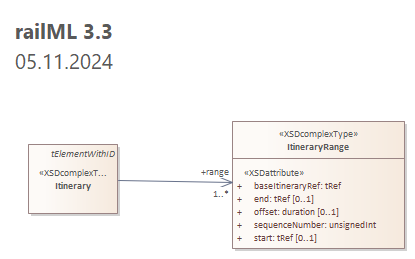 railML 3.3
05.11.2024
tElementWithID
«XSDcomplexT...
Itinerary
+range
1..*
«XSDcomplexType»
ItineraryRange
«XSDattribute»
+ baseItineraryRef: tRef
+ end: tRef [0..1]
+ offset: duration [0..1]
+ sequenceNumber: unsignedInt
+ start: tRef [0..1]